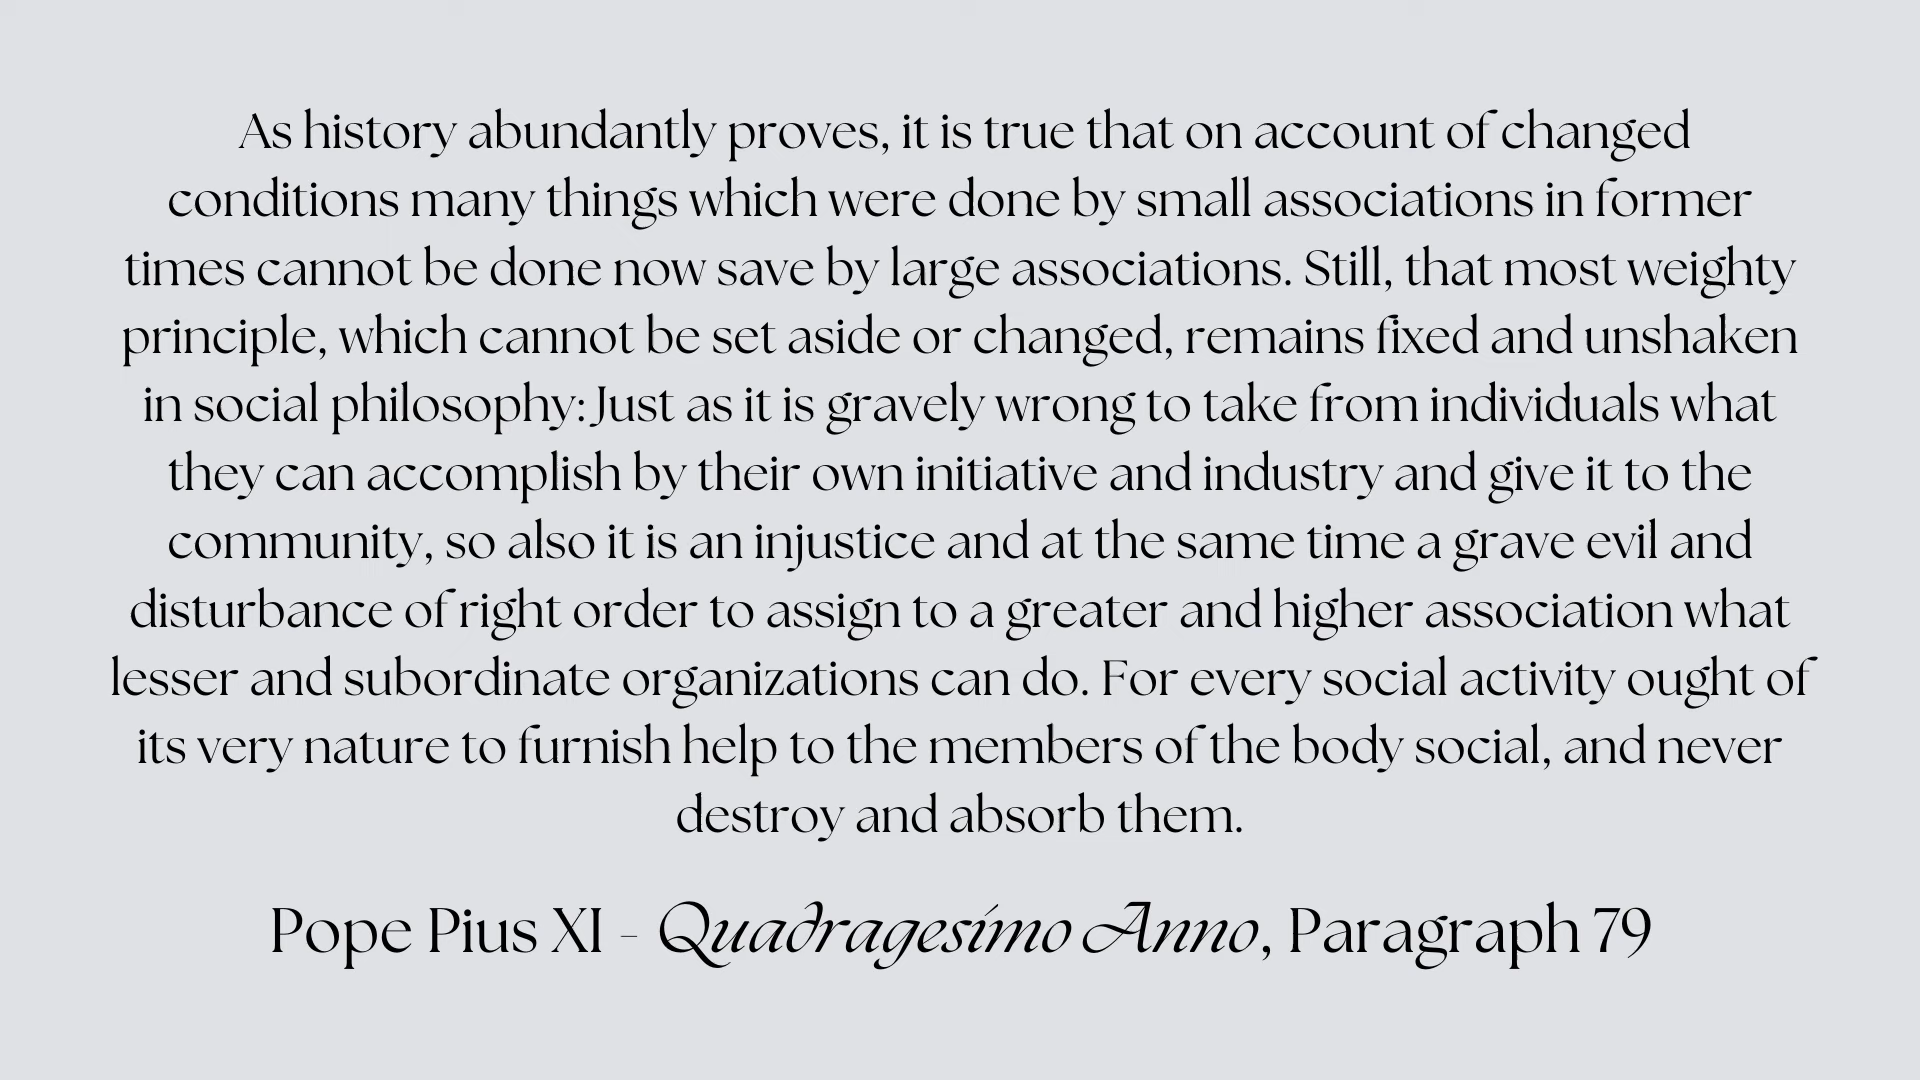 As history abundantly proves, it is true that on account of changed
conditions many things which were done by small associations in former
times cannot be done now save by large associations. Still, that most weighty
principle, which cannot be set aside or changed, remains fixed and unshaken
in social philosophy: Just as it is gravely wrong to take from individuals what
they can accomplish by their own initiative and industry and give it to the
community, so also it is an injustice and at the same time a grave evil and
disturbance of right order to assign to a greater and higher association what
lesser and subordinate organizations can do. For every social activity ought of
its very nature to furnish help to the members of the body social, and never
destroy and absorb them.
Pope Pius XI - Quadragesimo Anno, Paragraph 79